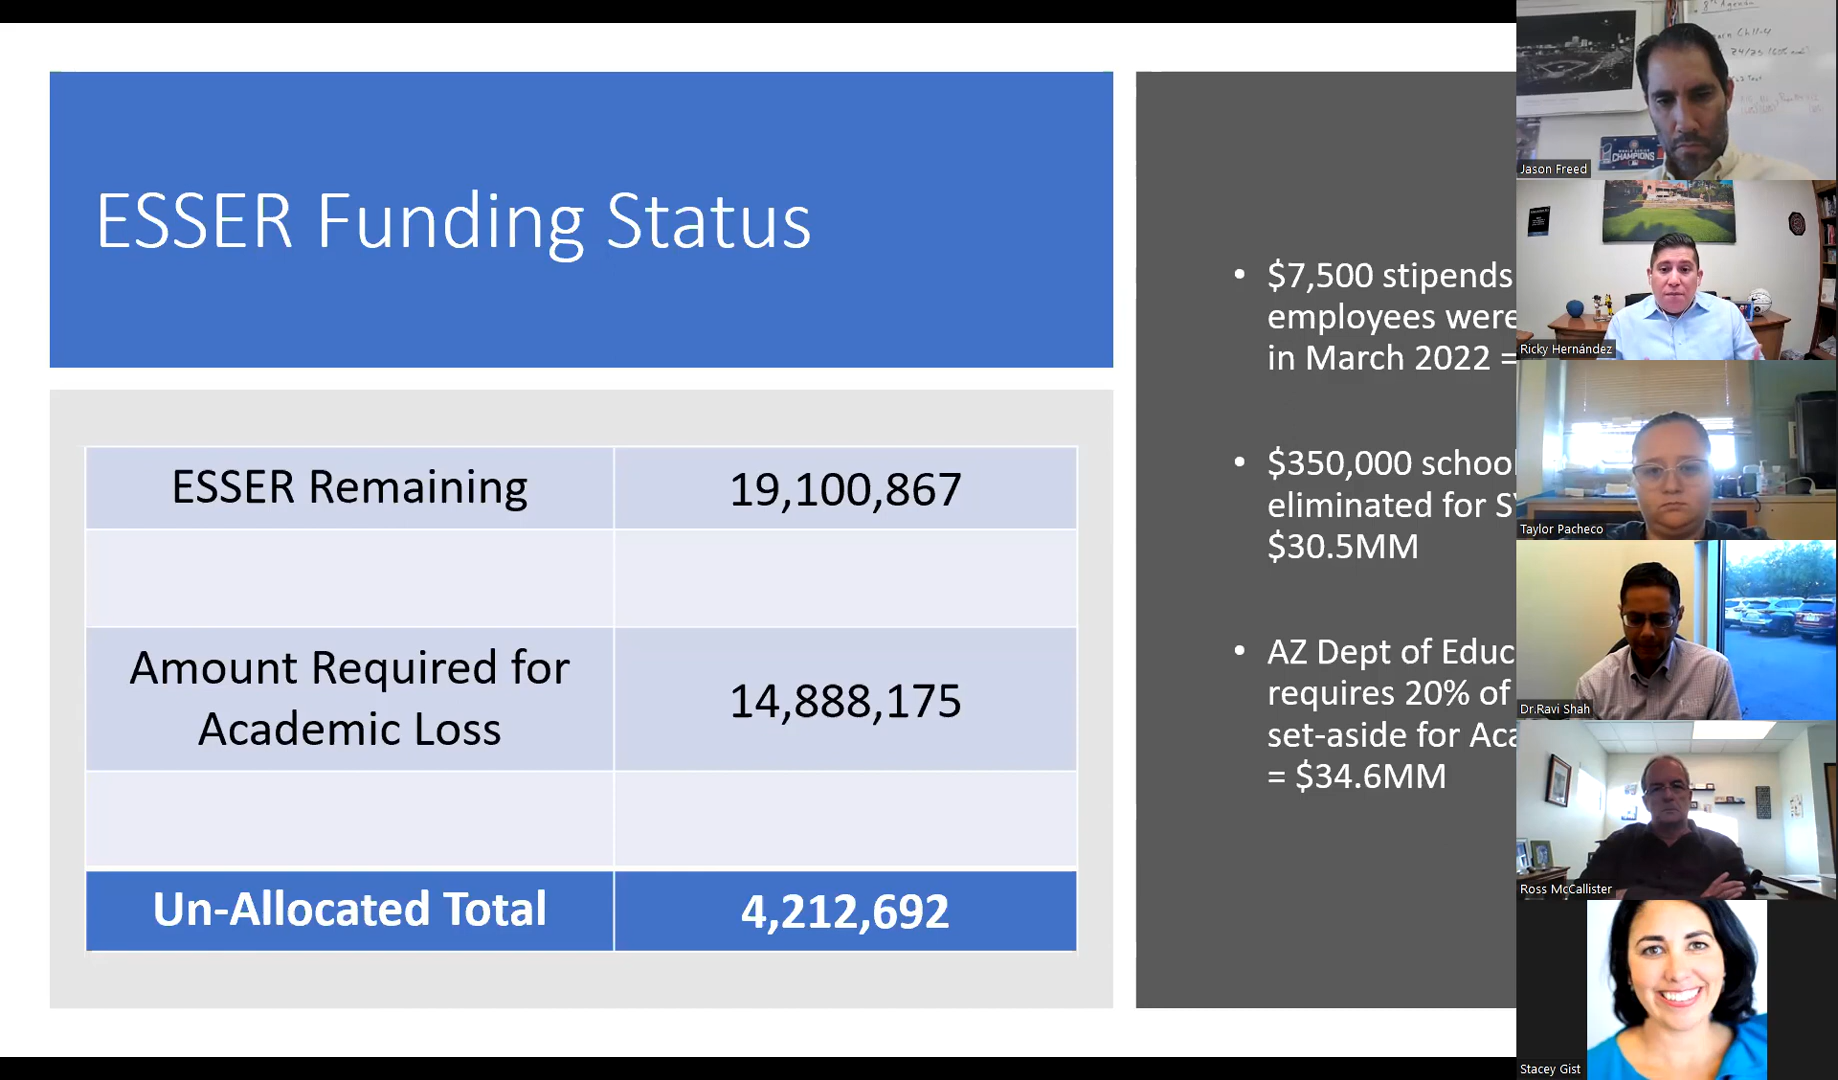 ESSER Funding Status
ESSER Remaining
19,100,867
Amount Required for
Academic Loss
14,888,175
Un-Allocated Total
4,212,692
• $7,500 stipends
employees were
in March 2022 =
• $350,000 school
eliminated for
$30.5MM
• AZ Dept of Educ
requires 20% of
set-aside for Aca
= $34.6MM
CHAMPIONS
Jason Freed
Ricky Hernández
Taylor Pacheco
Dr.Ravi Shah
Ross McCallister
Stacey Gist